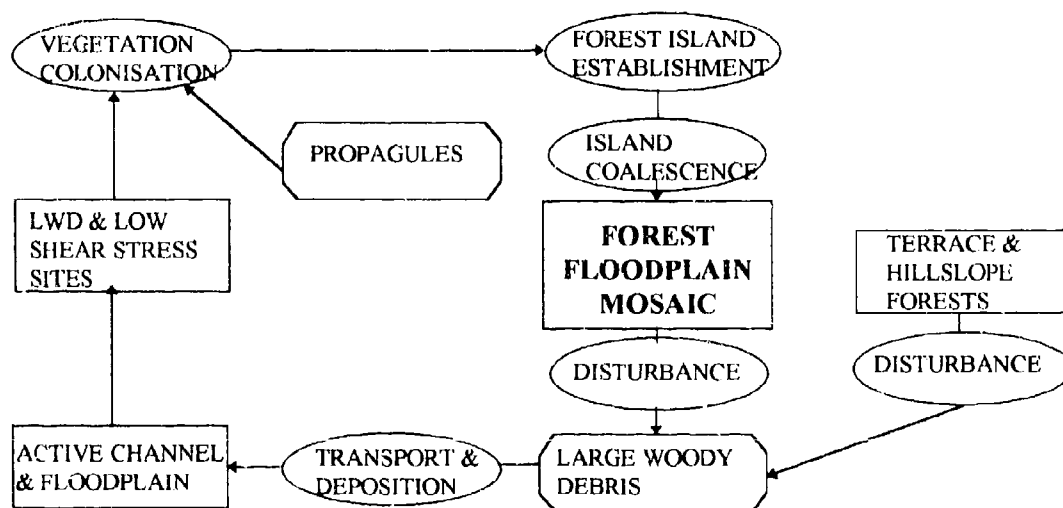 VEGETATION
COLONISATION
FOREST ISLAND
ESTABLISHMENT
PROPAGULES
ISLAND
COALESCENCE
LWD & LOW
SHEAR STRESS
SITES
FOREST
FLOODPLAIN
MOSAIC
TERRACE &
HILLSLOPE
FORESTS
DISTURBANCE
DISTURBANCE
ACTIVE CHANNEL
& FLOODPLAIN
TRANSPORT &
DEPOSITION
LARGE WOODY
DEBRIS